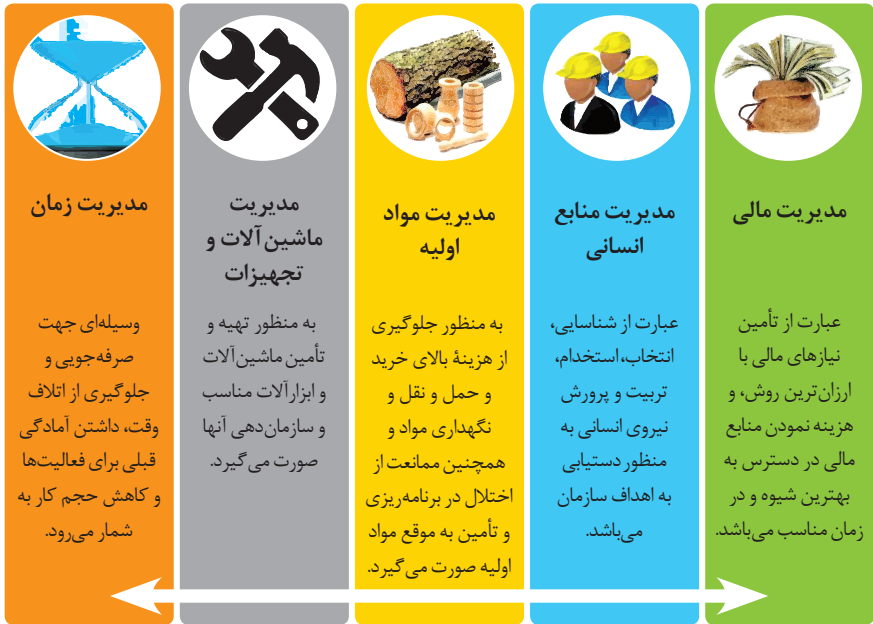 مدیریت مالی
عبارت از تأمین
نیازهای مالی با
ارزان‌ترین روش، و
هزینه نمودن منابع
مالی در دسترس به
بهترین شیوه و در
زمان مناسب می‌باشد.
مدیریت منابع
انسانی
عبارت از شناسایی،
انتخاب، استخدام،
تربیت و پرورش
نیروی انسانی به
منظور دستیابی
به اهداف سازمان
می‌باشد.
مدیریت مواد
اولیه
به منظور جلوگیری
از هزینهٔ بالای خرید
و حمل و نقل و
نگهداری مواد و
همچنین ممانعت از
اختلال در برنامه‌ریزی
و تأمین به موقع مواد
اولیه صورت می‌گیرد.
مدیریت
ماشین‌آلات و
تجهیزات
به منظور تهیه و
تأمین ماشین‌آلات
و ابزارآلات مناسب
و سازمان‌دهی آنها
صورت می‌گیرد.
مدیریت زمان
وسیله‌ای جهت
صرفه‌جویی و
جلوگیری از اتلاف
وقت، داشتن آمادگی
قبلی برای فعالیت‌ها
و کاهش حجم کار به
شمار می‌رود.